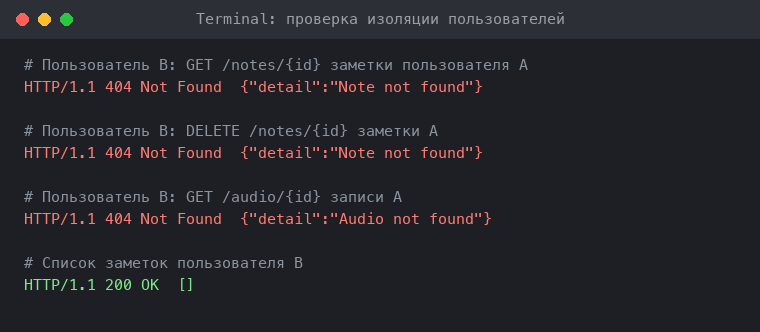 Terminal: проверка изоляции пользователей
# Пользователь B: GET /notes/{id} заметки пользователя A
HTTP/1.1 404 Not Found  {"detail":"Note not found"}
# Пользователь B: DELETE /notes/{id} заметки A
HTTP/1.1 404 Not Found  {"detail":"Note not found"}
# Пользователь B: GET /audio/{id} записи A
HTTP/1.1 404 Not Found  {"detail":"Audio not found"}
# Список заметок пользователя B
HTTP/1.1 200 OK  []